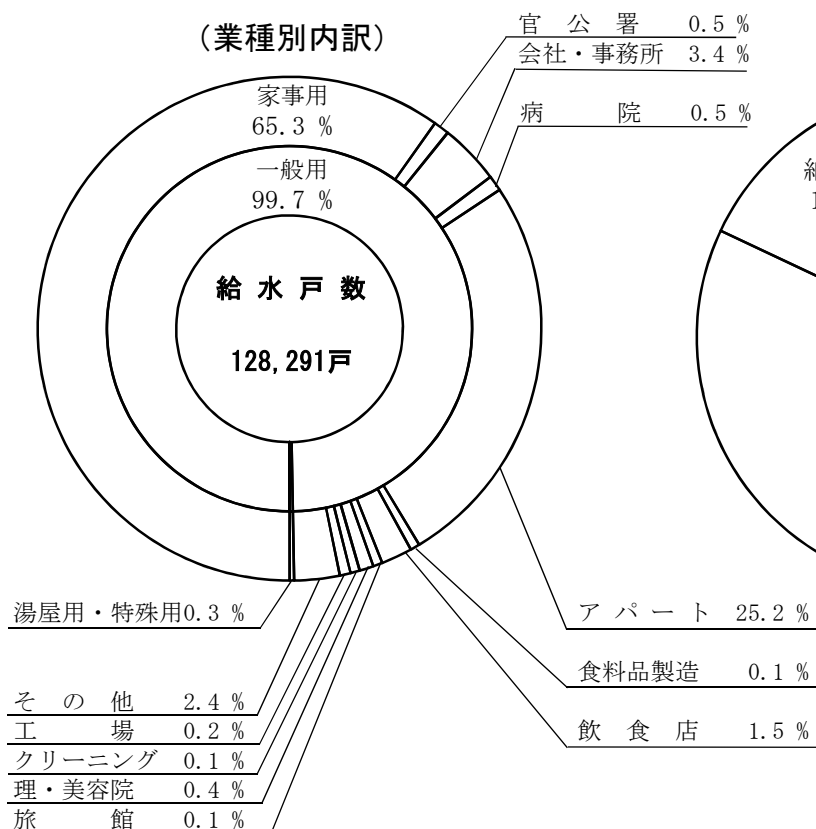 （業種別内訳）
官公署 0.5 %
会社・事務所 3.4 %
病院 0.5 %
家事用
65.3 %
一般用
99.7 %
給水戸数
128,291戸
湯屋用・特殊用0.3 %
その他 2.4 %
工場 0.2 %
クリーニング 0.1 %
理・美容院 0.4 %
旅館 0.1 %
アパート 25.2 %
食料品製造 0.1 %
飲食店 1.5 %